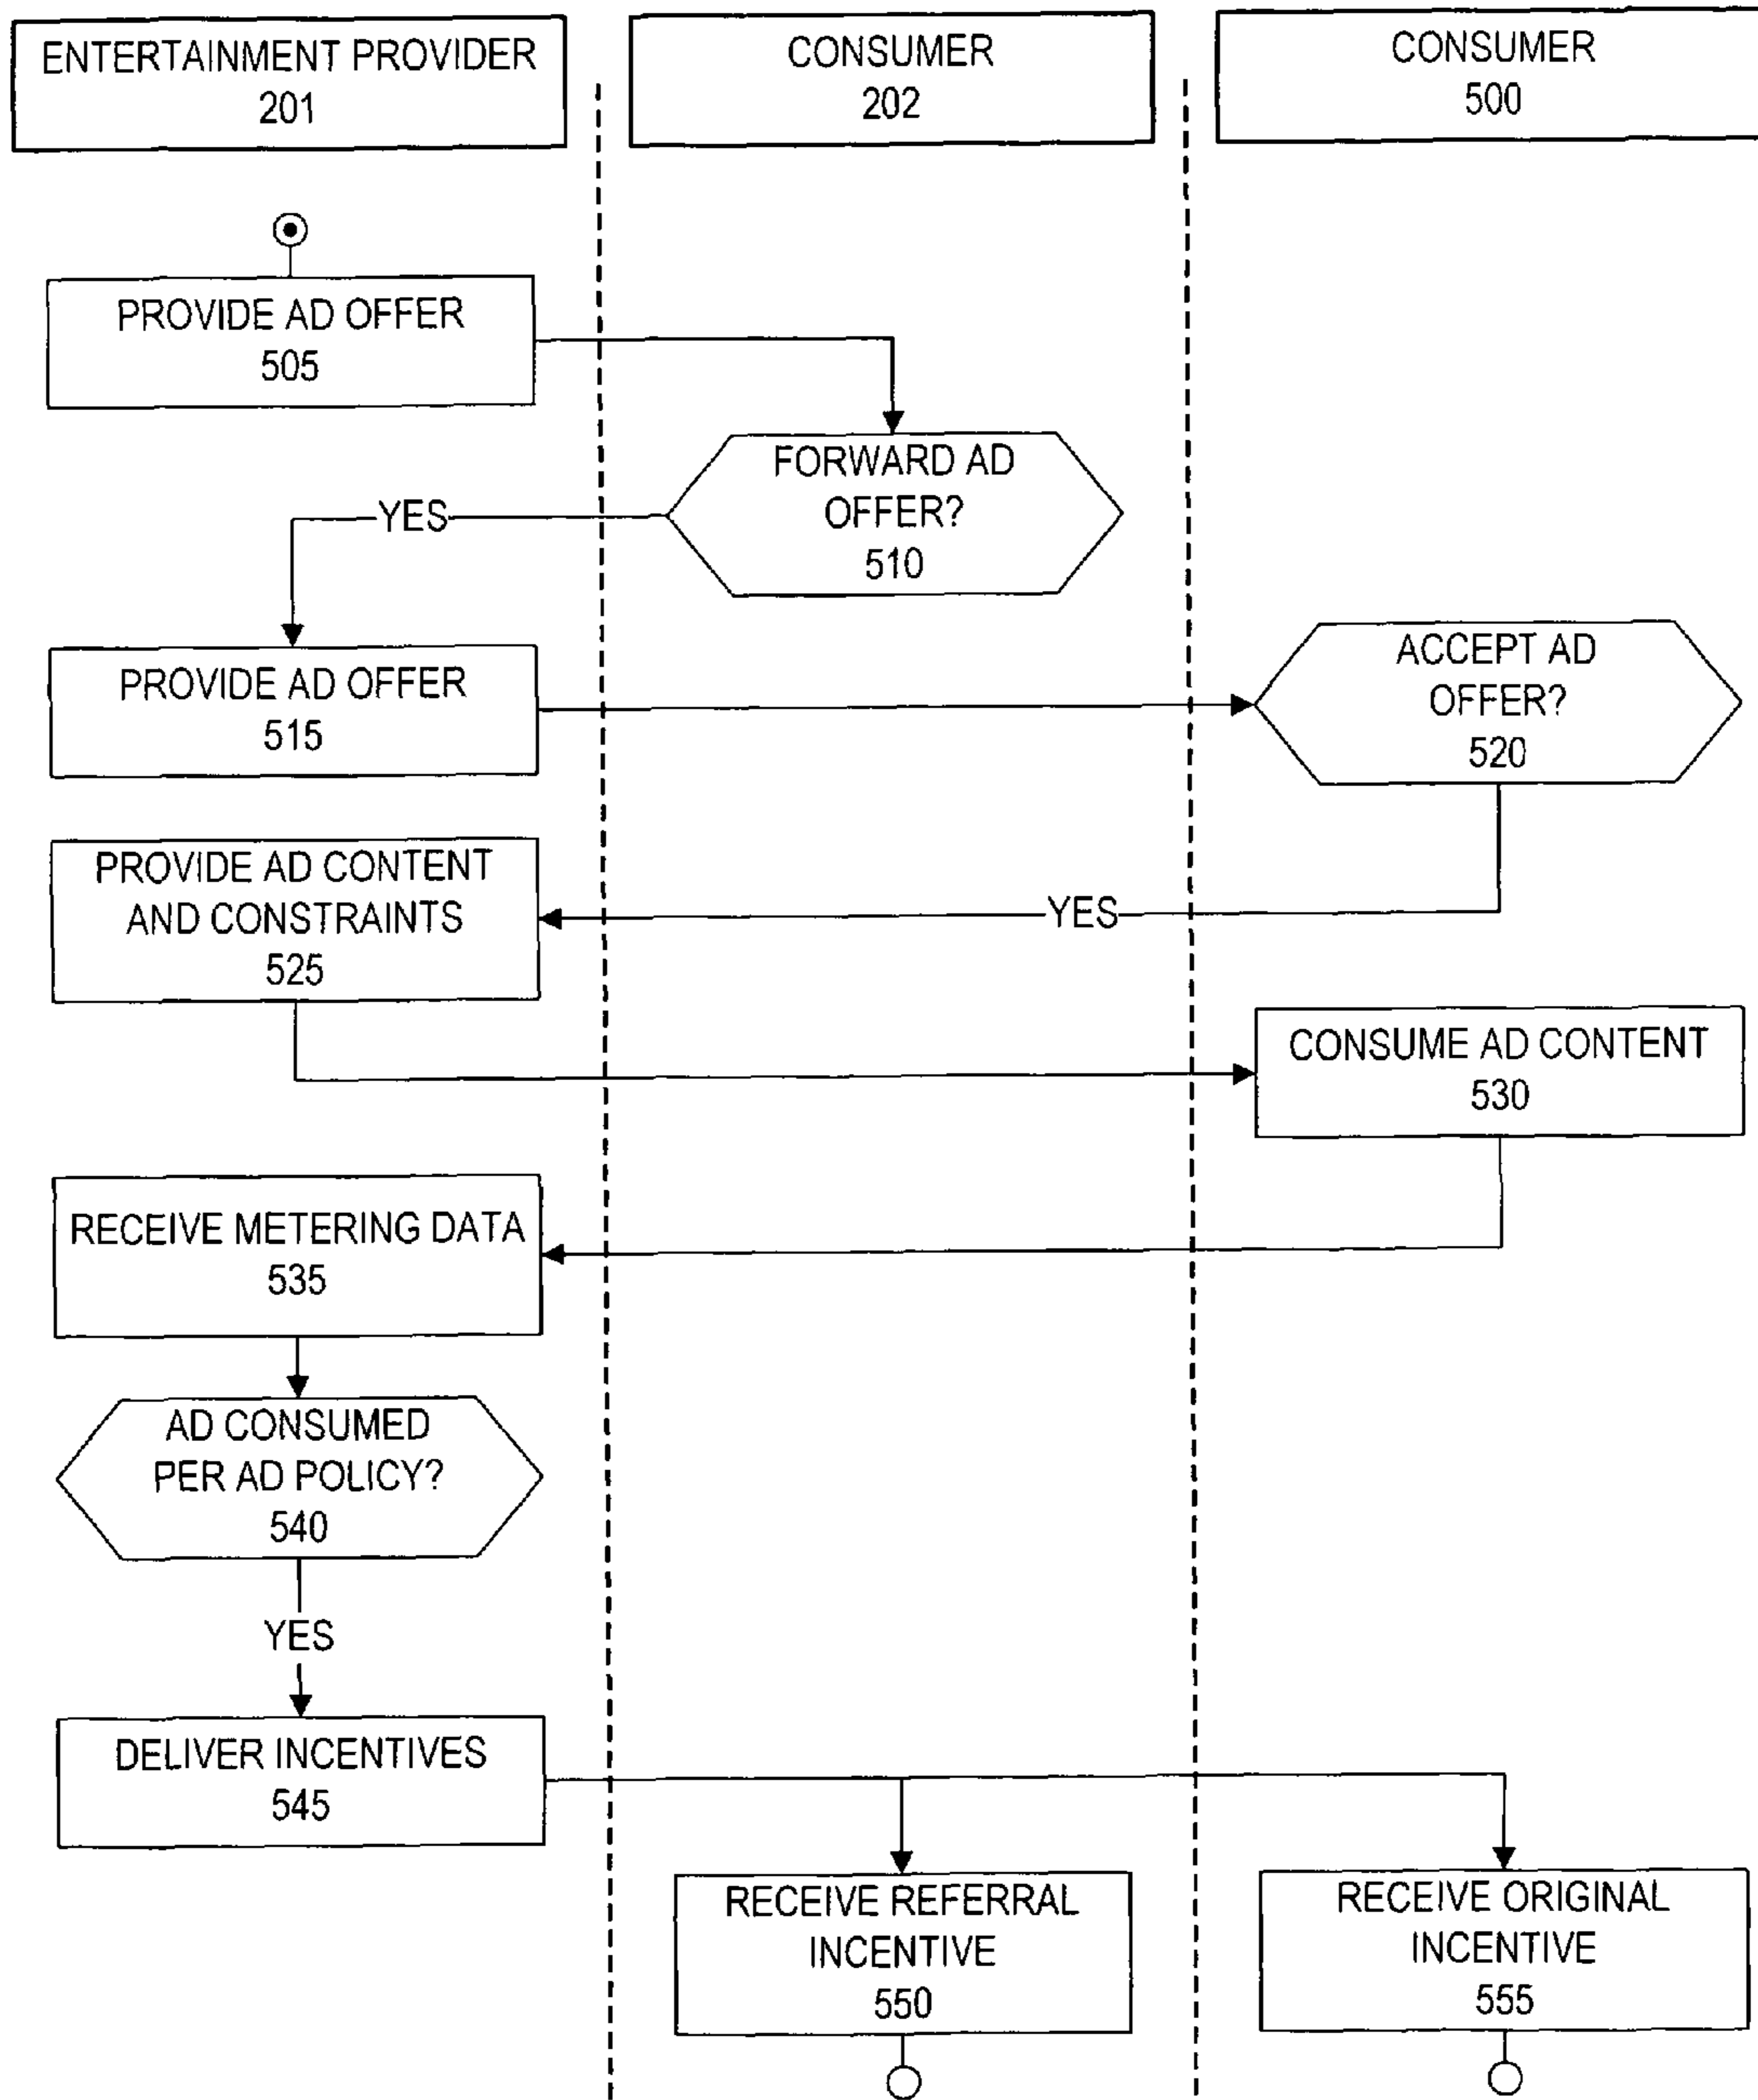 ENTERTAINMENT PROVIDER
201
CONSUMER
202
CONSUMER
500
PROVIDE AD OFFER
505
FORWARD AD
OFFER?
510
YES
PROVIDE AD OFFER
515
ACCEPT AD
OFFER?
520
PROVIDE AD CONTENT
AND CONSTRAINTS
525
YES
CONSUME AD CONTENT
530
RECEIVE METERING DATA
535
AD CONSUMED
PER AD POLICY?
540
YES
DELIVER INCENTIVES
545
RECEIVE REFERRAL
INCENTIVE
550
RECEIVE ORIGINAL
INCENTIVE
555